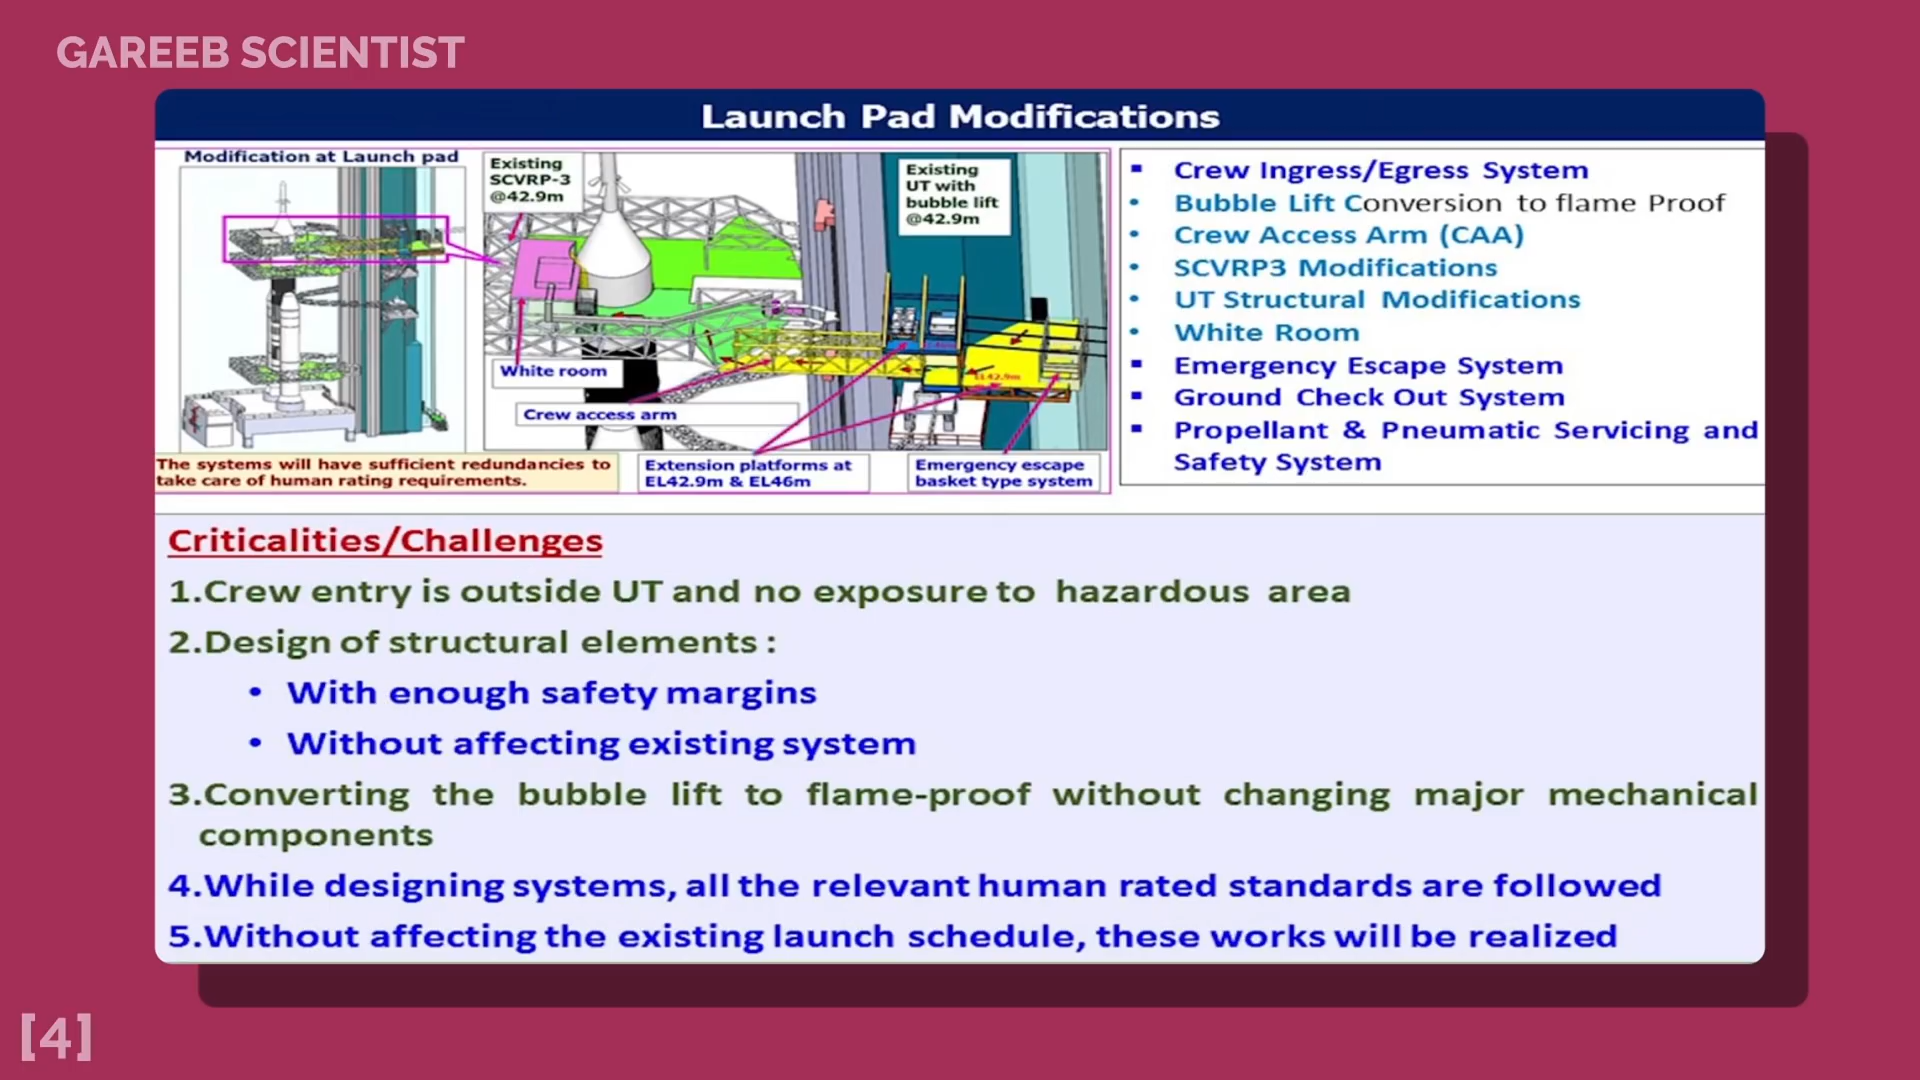 GAREEB SCIENTIST
Launch Pad Modifications
Modification at Launch pad
Existing
SCVRP-3
@42.9m
Existing
UT with
bubble lift
@42.9m
EL42.9m
White room
Crew access arm
The systems will have sufficient redundancies to
take care of human rating requirements.
Extension platforms at
EL42.9m & EL46m
Emergency escape
basket type system
▪ Crew Ingress/Egress System
• Bubble Lift Conversion to flame Proof
• Crew Access Arm (CAA)
• SCVRP3 Modifications
• UT Structural Modifications
• White Room
▪ Emergency Escape System
▪ Ground Check Out System
▪ Propellant & Pneumatic Servicing and
Safety System
Criticalities/Challenges
1.Crew entry is outside UT and no exposure to hazardous area
2.Design of structural elements :
• With enough safety margins
• Without affecting existing system
3.Converting the bubble lift to flame-proof without changing major mechanical
components
4.While designing systems, all the relevant human rated standards are followed
5.Without affecting the existing launch schedule, these works will be realized
[4]